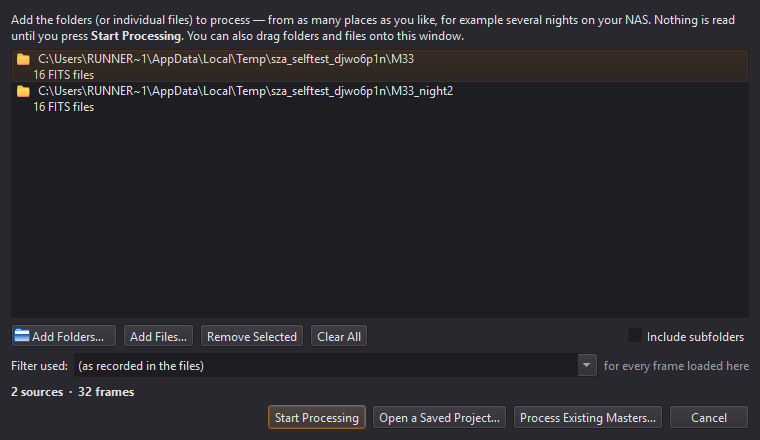 Add the folders (or individual files) to process — from as many places as you like, for example several nights on your NAS. Nothing is read
until you press Start Processing. You can also drag folders and files onto this window.
C:\Users\RUNNER~1\AppData\Local\Temp\sza_selftest_djwo6p1n\M33
16 FITS files
C:\Users\RUNNER~1\AppData\Local\Temp\sza_selftest_djwo6p1n\M33_night2
16 FITS files
Add Folders... Add Files... Remove Selected Clear All Include subfolders
Filter used: (as recorded in the files) for every frame loaded here
2 sources · 32 frames
Start Processing Open a Saved Project... Process Existing Masters... Cancel